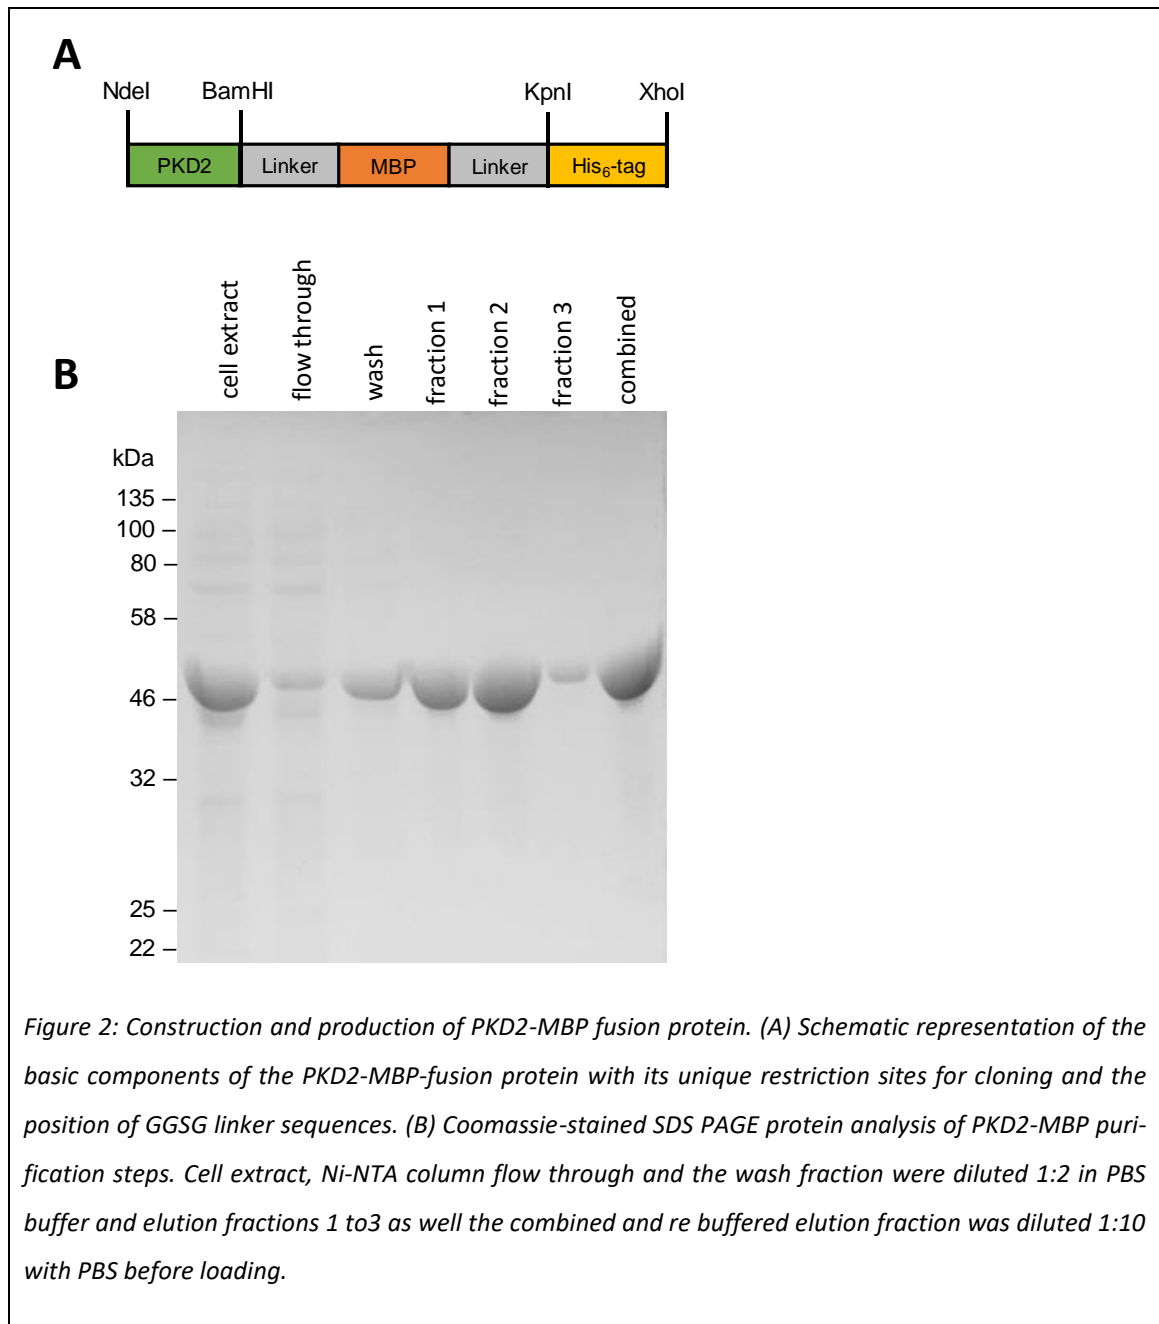 A
NdeI BamHI KpnI XhoI
PKD2 Linker MBP Linker His6-tag
cell extract
flow through
wash
fraction 1
fraction 2
fraction 3
combined
B
kDa
135
100
80
58
46
32
25
22
Figure 2: Construction and production of PKD2-MBP fusion protein. (A) Schematic representation of the
basic components of the PKD2-MBP-fusion protein with its unique restriction sites for cloning and the
position of GGSG linker sequences. (B) Coomassie-stained SDS PAGE protein analysis of PKD2-MBP puri-
fication steps. Cell extract, Ni-NTA column flow through and the wash fraction were diluted 1:2 in PBS
buffer and elution fractions 1 to3 as well the combined and re buffered elution fraction was diluted 1:10
with PBS before loading.